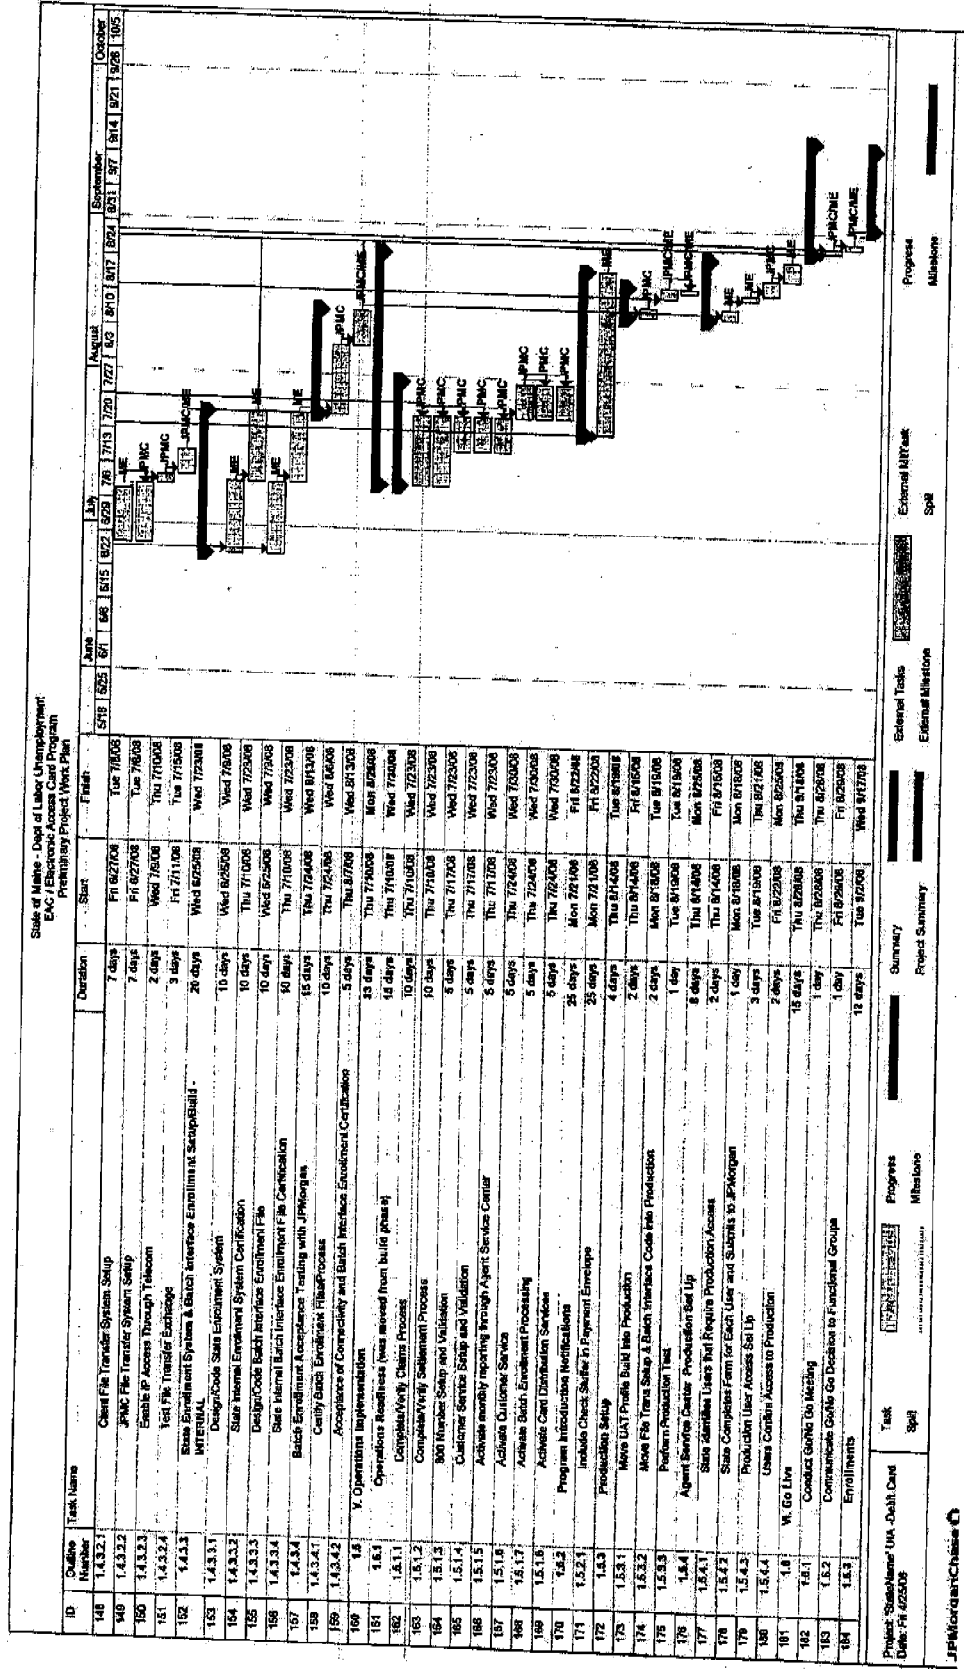 State of Maine - Dept of Labor Unemployment
EAC / Electronic Access Card Program
Preliminary Project Work Plan
ID Outline Number Task Name Duration Start Finish June July August September October
5/18 5/25 6/1 6/8 6/15 6/22 6/29 7/6 7/13 7/20 7/27 8/3 8/10 8/17 8/24 8/31 9/7 9/14 9/21 9/28 10/5
148 1.4.3.2.1 Client File Transfer System Setup 7 days Fri 6/27/08 Tue 7/8/08 ME
149 1.4.3.2.2 JPMC File Transfer System Setup 7 days Fri 6/27/08 Tue 7/8/08 JPMC
150 1.4.3.2.3 Enable IP Access Through Telecom 2 days Wed 7/9/08 Thu 7/10/08 JPMC
151 1.4.3.2.4 Test File Transfer Exchange 3 days Fri 7/11/08 Tue 7/15/08 JPMC/ME
152 1.4.3.3 State Enrollment System & Batch Interface Enrollment Setup/Build - INTERNAL 20 days Wed 6/25/08 Wed 7/23/08
153 1.4.3.3.1 Design/Code State Enrollment System 10 days Wed 6/25/08 Wed 7/9/08 ME
154 1.4.3.3.2 State Internal Enrollment System Certification 10 days Thu 7/10/08 Wed 7/23/08 ME
155 1.4.3.3.3 Design/Code Batch Interface Enrollment File 10 days Wed 6/25/08 Wed 7/9/08 ME
156 1.4.3.3.4 State Internal Batch Interface Enrollment File Certification 10 days Thu 7/10/08 Wed 7/23/08 ME
157 1.4.3.4 Batch Enrollment Acceptance Testing with JPMorgan 15 days Thu 7/24/08 Wed 8/13/08
158 1.4.3.4.1 Certify Batch Enrollment File/Process 10 days Thu 7/24/08 Wed 8/6/08 JPMC
159 1.4.3.4.2 Acceptance of Connectivity and Batch Interface Enrollment Certification 5 days Thu 8/7/08 Wed 8/13/08 JPMC/ME
160 1.5 V. Operations Implementation 33 days Thu 7/10/08 Mon 8/25/08
161 1.5.1 Operations Readiness (was moved from build phase) 15 days Thu 7/10/08 Wed 7/30/08
162 1.5.1.1 Complete/Verify Claims Process 10 days Thu 7/10/08 Wed 7/23/08 JPMC
163 1.5.1.2 Complete/Verify Settlement Process 10 days Thu 7/10/08 Wed 7/23/08 JPMC
164 1.5.1.3 800 Number Setup and Validation 5 days Thu 7/17/08 Wed 7/23/08 JPMC
165 1.5.1.4 Customer Service Setup and Validation 5 days Thu 7/17/08 Wed 7/23/08 JPMC
166 1.5.1.5 Activate monthly reporting through Agent Service Center 5 days Thu 7/17/08 Wed 7/23/08 JPMC
167 1.5.1.6 Activate Customer Service 5 days Thu 7/24/08 Wed 7/30/08 JPMC
168 1.5.1.7 Activate Batch Enrollment Processing 5 days Thu 7/24/08 Wed 7/30/08 JPMC
169 1.5.1.8 Activate Card Distribution Services 5 days Thu 7/24/08 Wed 7/30/08 JPMC
170 1.5.2 Program Introduction Notifications 25 days Mon 7/21/08 Fri 8/22/08
171 1.5.2.1 Include Check Stuffer in Payment Envelope 25 days Mon 7/21/08 Fri 8/22/08 ME
172 1.5.3 Production Setup 4 days Thu 8/14/08 Tue 8/19/08
173 1.5.3.1 Move UAT Profile Build into Production 2 days Thu 8/14/08 Fri 8/15/08 JPMC
174 1.5.3.2 Move File Trans Setup & Batch Interface Code into Production 2 days Mon 8/18/08 Tue 8/19/08 JPMC/ME
175 1.5.3.3 Perform Production Test 1 day Tue 8/19/08 Tue 8/19/08 JPMC/ME
176 1.5.4 Agent Service Center Production Set Up 8 days Thu 8/14/08 Mon 8/25/08
177 1.5.4.1 State Identifies Users that Require Production Access 2 days Thu 8/14/08 Fri 8/15/08 ME
178 1.5.4.2 State Completes Form for Each User and Submits to JPMorgan 1 day Mon 8/18/08 Mon 8/18/08 ME
179 1.5.4.3 Production User Access Set Up 3 days Tue 8/19/08 Thu 8/21/08 JPMC
180 1.5.4.4 Users Confirm Access to Production 2 days Fri 8/22/08 Mon 8/25/08 ME
181 1.6 VI. Go Live 15 days Thu 8/28/08 Thu 9/18/08
182 1.6.1 Conduct Go/No Go Meeting 1 day Thu 8/28/08 Thu 8/28/08 JPMC/ME
183 1.6.2 Communicate Go/No Go Decision to Functional Groups 1 day Fri 8/29/08 Fri 8/29/08 JPMC/ME
184 1.6.3 Enrollments 12 days Tue 9/2/08 Wed 9/17/08
Project: "StateName" UIA -Debit Card
Date: Fri 4/25/08
Task Progress Summary External Tasks External MilTask Progress
Split Milestone Project Summary External Milestone Split Milestone
JPMorganChase